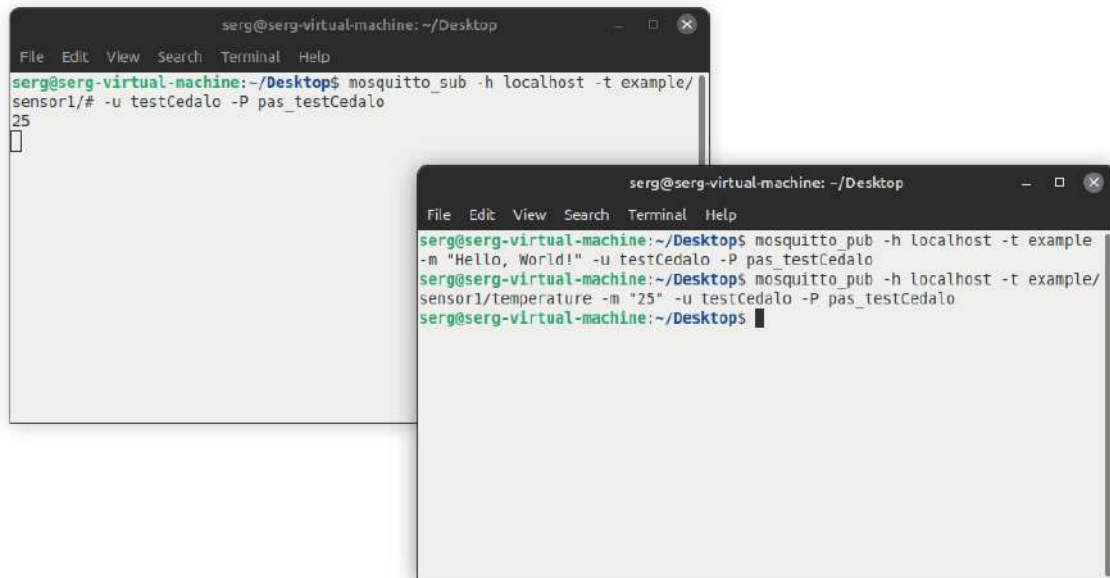 serg@serg-virtual-machine: ~/Desktop
File Edit View Search Terminal Help
serg@serg-virtual-machine:~/Desktop$ mosquitto_sub -h localhost -t example/
sensor1/# -u testCedalo -P pas_testCedalo
25
serg@serg-virtual-machine: ~/Desktop
File Edit View Search Terminal Help
serg@serg-virtual-machine:~/Desktop$ mosquitto_pub -h localhost -t example
-m "Hello, World!" -u testCedalo -P pas_testCedalo
serg@serg-virtual-machine:~/Desktop$ mosquitto_pub -h localhost -t example/
sensor1/temperature -m "25" -u testCedalo -P pas_testCedalo
serg@serg-virtual-machine:~/Desktop$